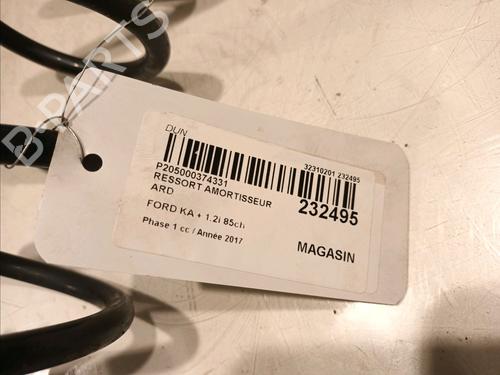 B-PARTS
DUN
P205000374331
RESSORT AMORTISSEUR
ARD
FORD KA + 1.2i 85ch
Phase 1 cc / Année 2017
32310201 232495
232495
MAGASIN